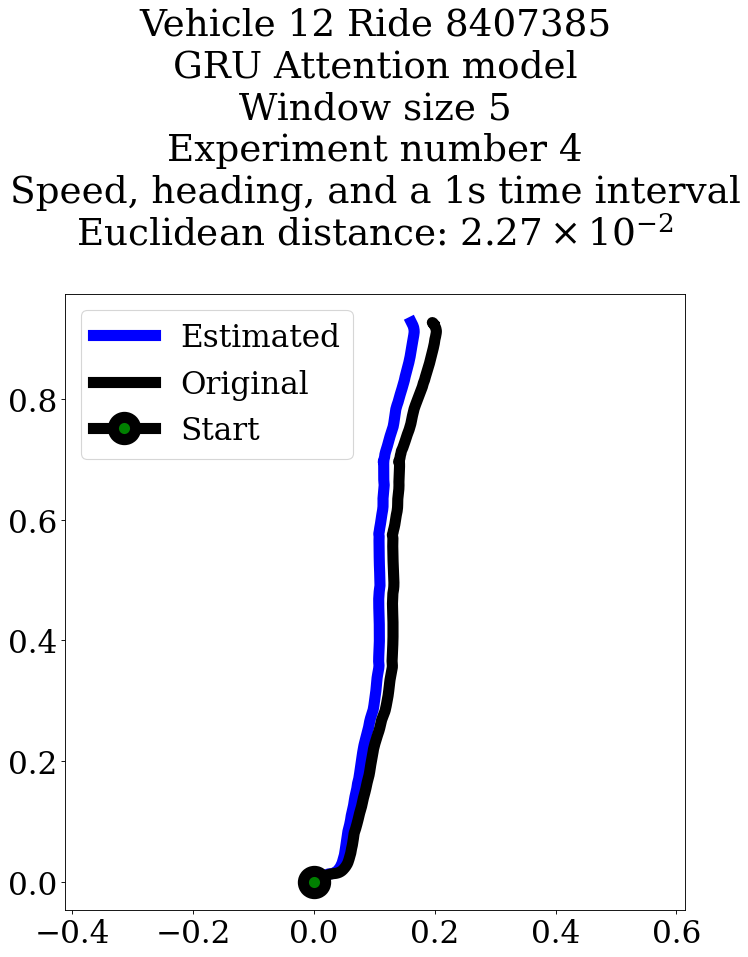 Vehicle 12 Ride 8407385
GRU Attention model
Window size 5
Experiment number 4
Speed, heading, and a 1s time interval
Euclidean distance: 2.27 × 10⁻²
Estimated
Original
Start
0.8
0.6
0.4
0.2
0.0
−0.4 −0.2 0.0 0.2 0.4 0.6